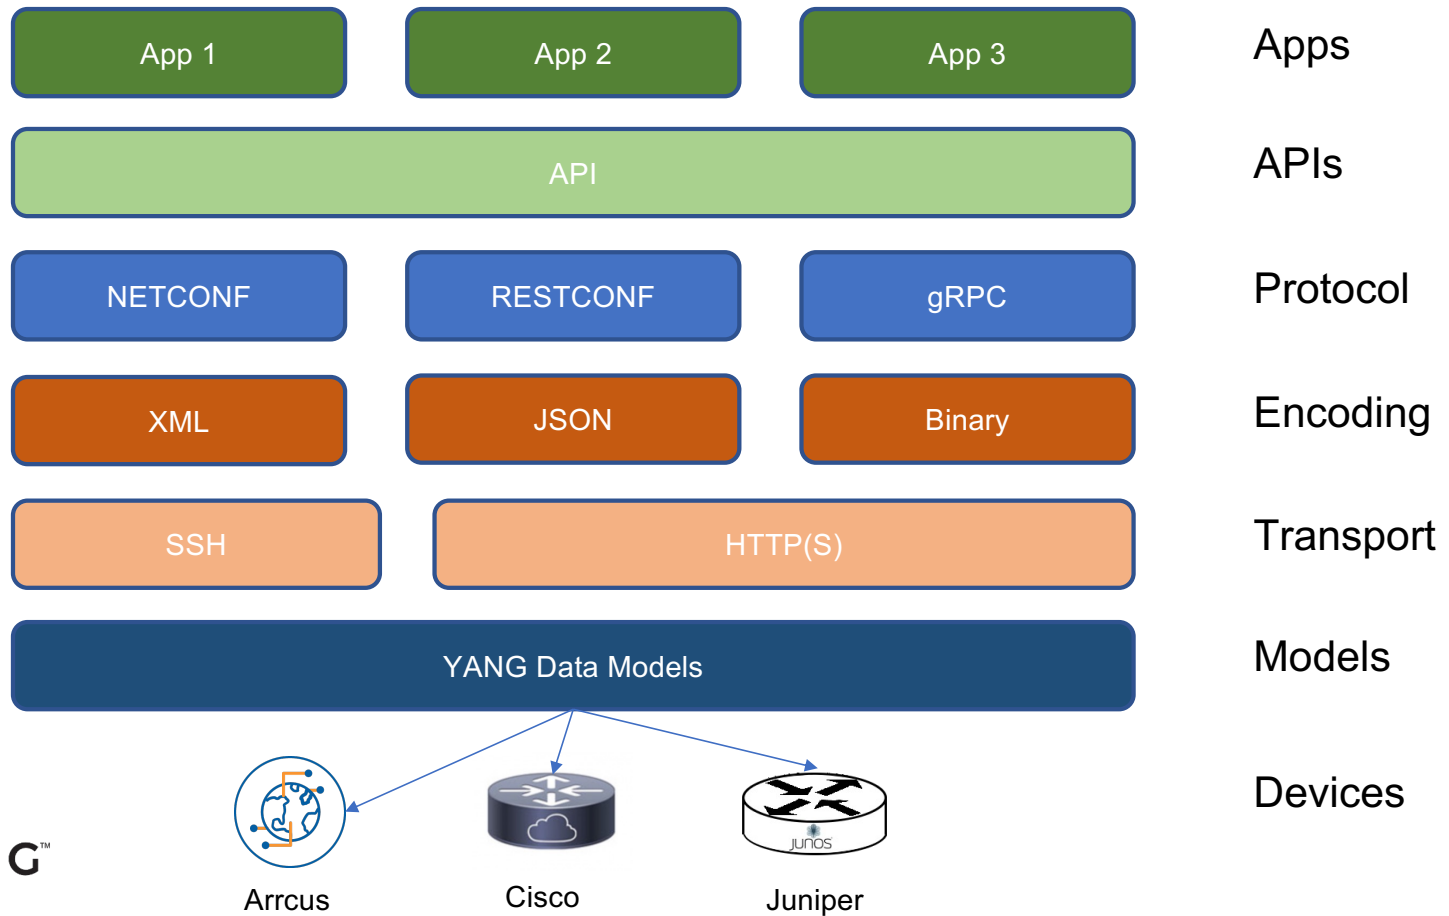 App 1 App 2 App 3 Apps
API APIs
NETCONF RESTCONF gRPC Protocol
XML JSON Binary Encoding
SSH HTTP(S) Transport
YANG Data Models Models
Devices
JUNOS
G™
Arrcus Cisco Juniper